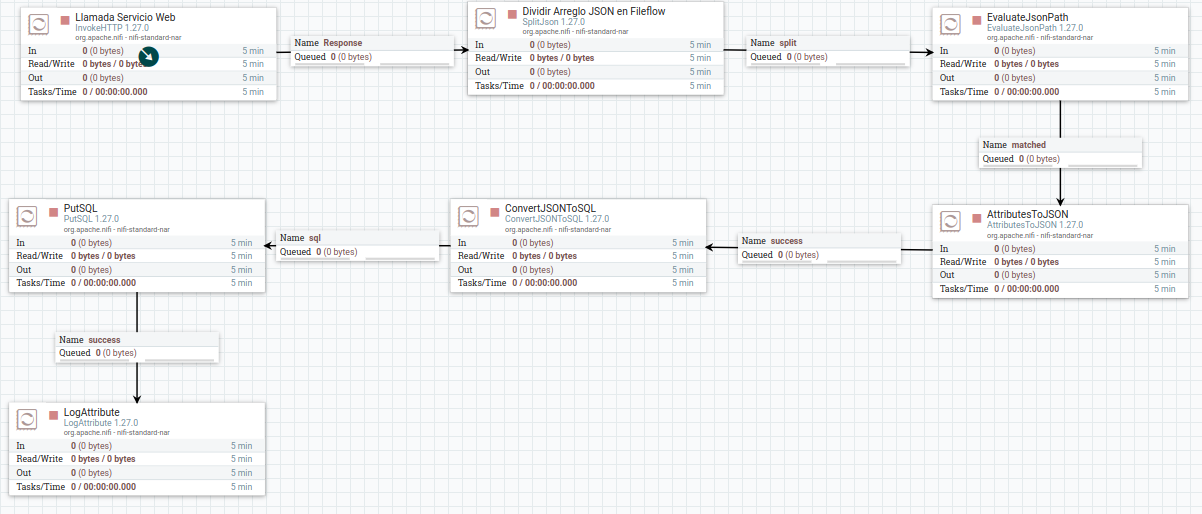 Llamada Servicio Web
InvokeHTTP 1.27.0
org.apache.nifi - nifi-standard-nar
In 0 (0 bytes) 5 min
Read/Write 0 bytes / 0 bytes 5 min
Out 0 (0 bytes) 5 min
Tasks/Time 0 / 00:00:00.000 5 min
Name Response
Queued 0 (0 bytes)
Dividir Arreglo JSON en Fileflow
SplitJson 1.27.0
org.apache.nifi - nifi-standard-nar
In 0 (0 bytes) 5 min
Read/Write 0 bytes / 0 bytes 5 min
Out 0 (0 bytes) 5 min
Tasks/Time 0 / 00:00:00.000 5 min
Name split
Queued 0 (0 bytes)
EvaluateJsonPath
EvaluateJsonPath 1.27.0
org.apache.nifi - nifi-standard-nar
In 0 (0 bytes) 5 min
Read/Write 0 bytes / 0 bytes 5 min
Out 0 (0 bytes) 5 min
Tasks/Time 0 / 00:00:00.000 5 min
Name matched
Queued 0 (0 bytes)
AttributesToJSON
AttributesToJSON 1.27.0
org.apache.nifi - nifi-standard-nar
In 0 (0 bytes) 5 min
Read/Write 0 bytes / 0 bytes 5 min
Out 0 (0 bytes) 5 min
Tasks/Time 0 / 00:00:00.000 5 min
Name success
Queued 0 (0 bytes)
ConvertJSONToSQL
ConvertJSONToSQL 1.27.0
org.apache.nifi - nifi-standard-nar
In 0 (0 bytes) 5 min
Read/Write 0 bytes / 0 bytes 5 min
Out 0 (0 bytes) 5 min
Tasks/Time 0 / 00:00:00.000 5 min
Name sql
Queued 0 (0 bytes)
PutSQL
PutSQL 1.27.0
org.apache.nifi - nifi-standard-nar
In 0 (0 bytes) 5 min
Read/Write 0 bytes / 0 bytes 5 min
Out 0 (0 bytes) 5 min
Tasks/Time 0 / 00:00:00.000 5 min
Name success
Queued 0 (0 bytes)
LogAttribute
LogAttribute 1.27.0
org.apache.nifi - nifi-standard-nar
In 0 (0 bytes) 5 min
Read/Write 0 bytes / 0 bytes 5 min
Out 0 (0 bytes) 5 min
Tasks/Time 0 / 00:00:00.000 5 min